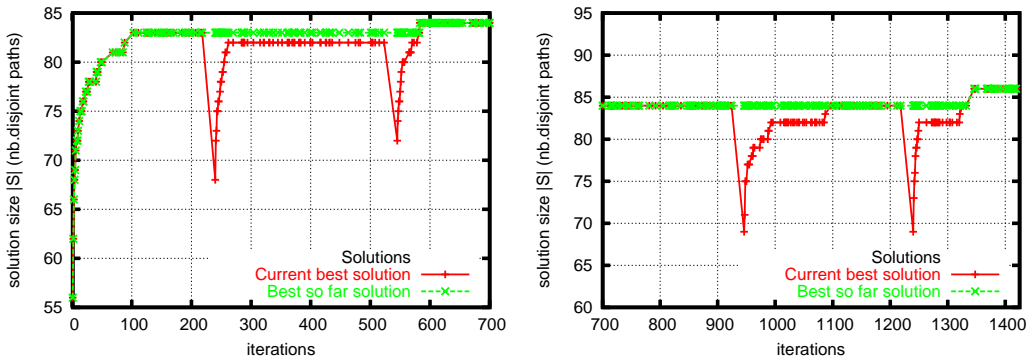 solution size |S| (nb.disjoint paths)
85
80
75
70
65
60
55
0 100 200 300 400 500 600 700
iterations
Solutions
Current best solution
Best so far solution
solution size |S| (nb.disjoint paths)
95
90
85
80
75
70
65
60
700 800 900 1000 1100 1200 1300 1400
iterations
Solutions
Current best solution
Best so far solution